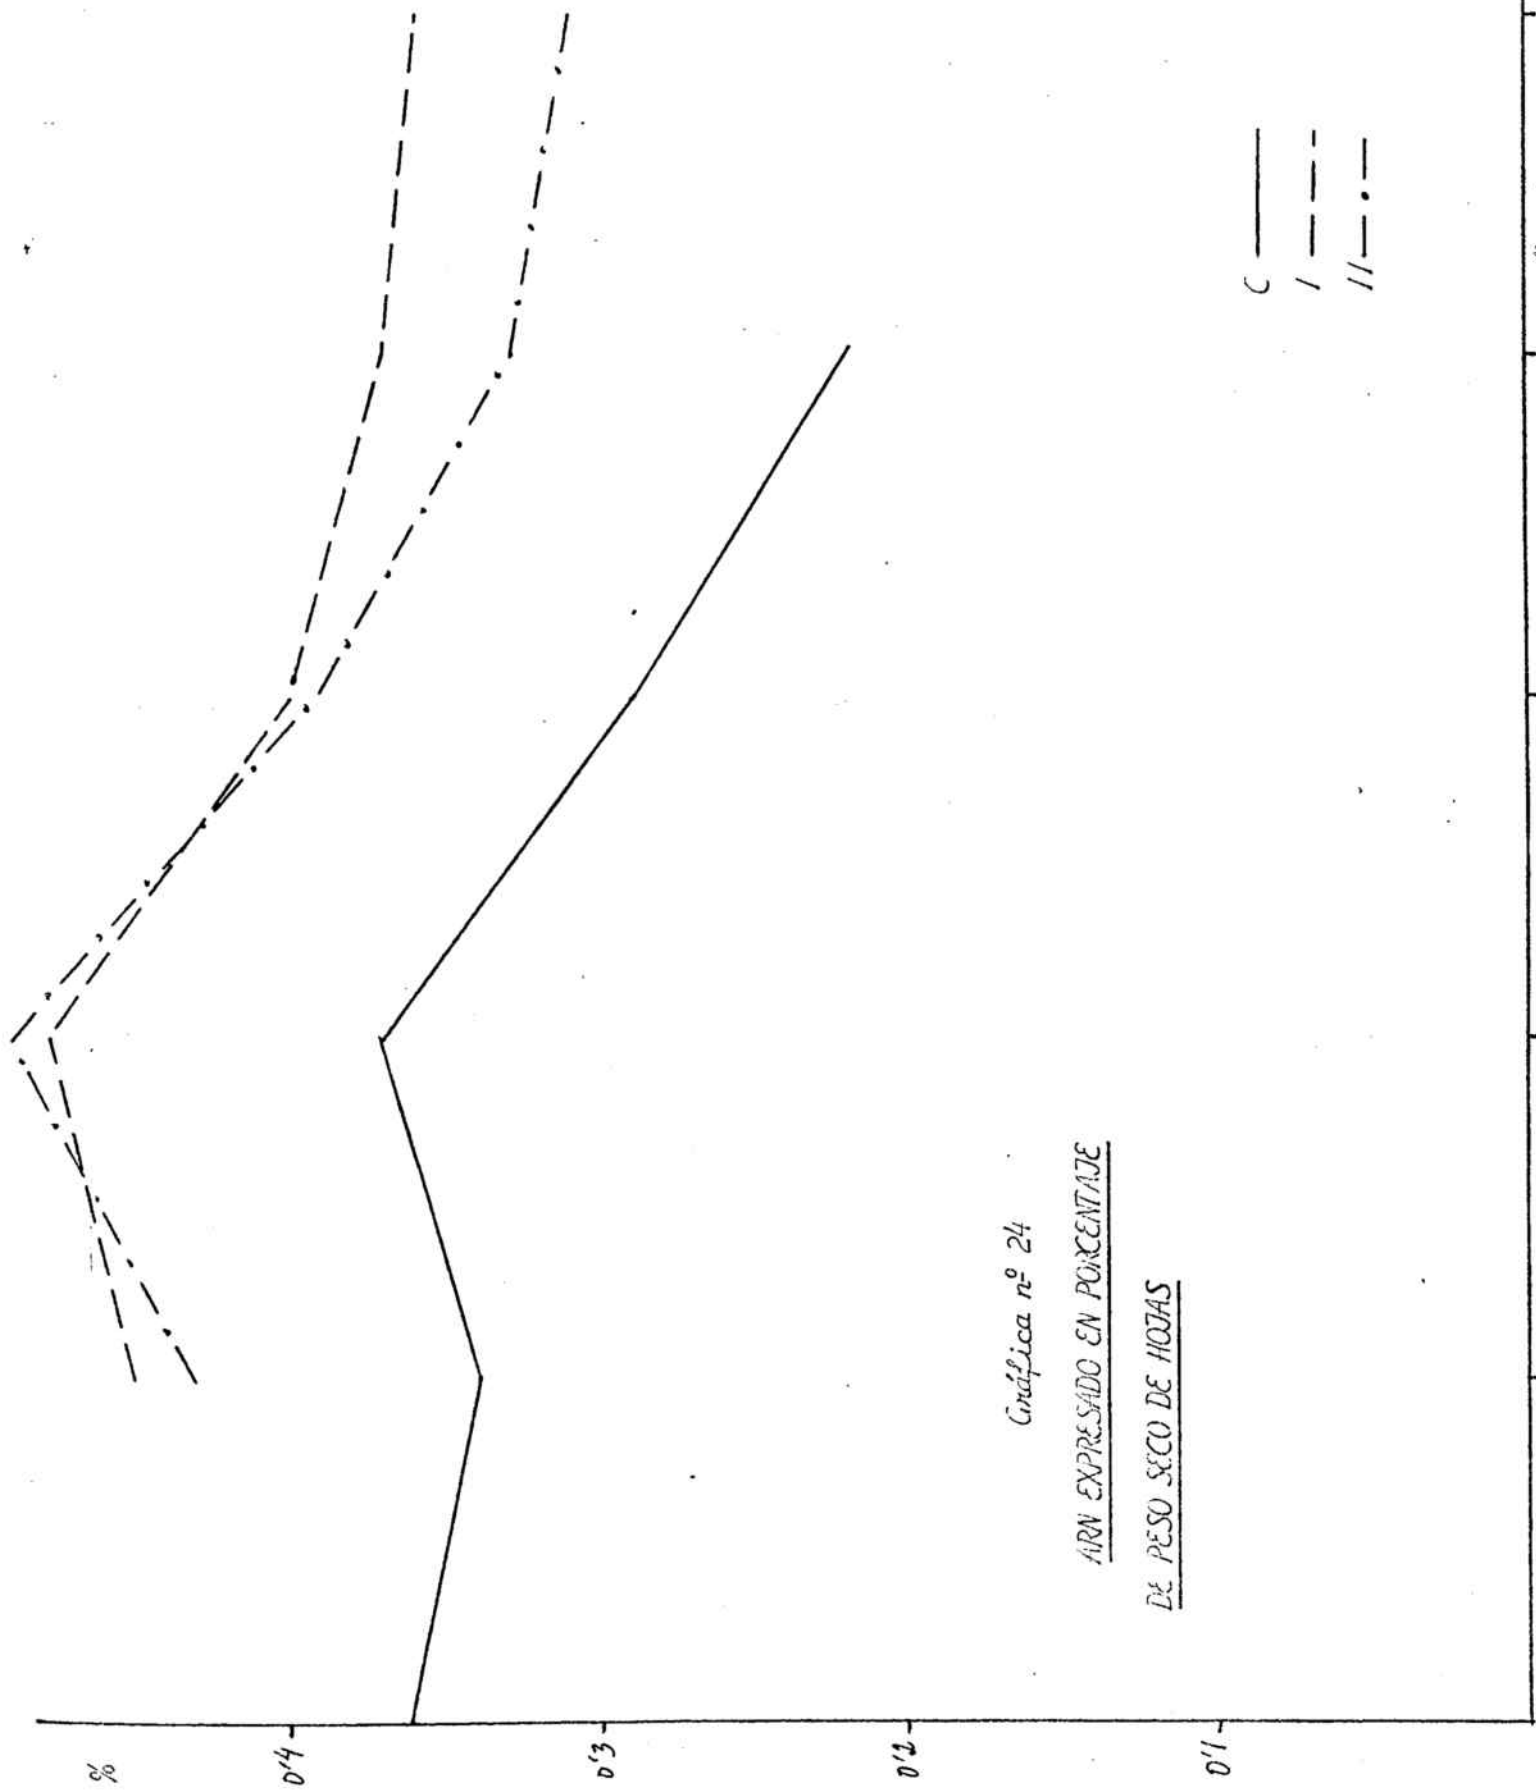 %
0,4
0,3
0,2
0,1
Gráfica nº 24
ARN EXPRESADO EN PORCENTAJE
DE PESO SECO DE HOJAS
C
I
II